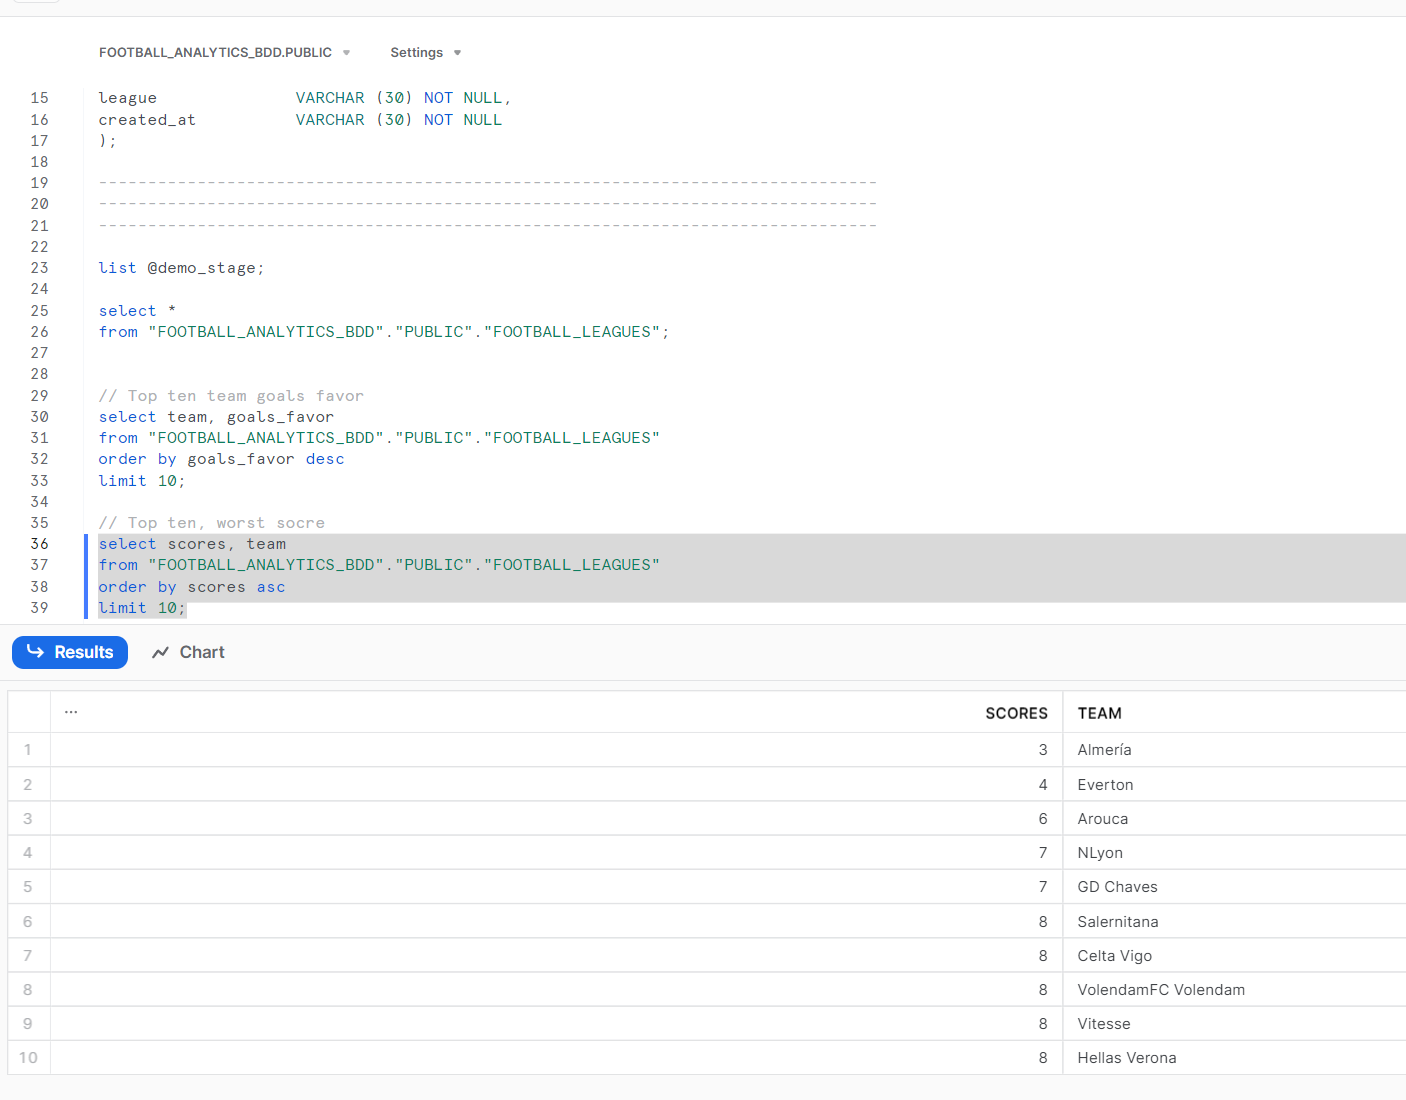 FOOTBALL_ANALYTICS_BDD.PUBLIC Settings
15 league VARCHAR (30) NOT NULL,
16 created_at VARCHAR (30) NOT NULL
17 );
18
19 -------------------------------------------------------------------------------
20 -------------------------------------------------------------------------------
21 -------------------------------------------------------------------------------
22
23 list @demo_stage;
24
25 select *
26 from "FOOTBALL_ANALYTICS_BDD"."PUBLIC"."FOOTBALL_LEAGUES";
27
28
29 // Top ten team goals favor
30 select team, goals_favor
31 from "FOOTBALL_ANALYTICS_BDD"."PUBLIC"."FOOTBALL_LEAGUES"
32 order by goals_favor desc
33 limit 10;
34
35 // Top ten, worst socre
36 select scores, team
37 from "FOOTBALL_ANALYTICS_BDD"."PUBLIC"."FOOTBALL_LEAGUES"
38 order by scores asc
39 limit 10;
Results Chart
... SCORES TEAM
1 3 Almería
2 4 Everton
3 6 Arouca
4 7 NLyon
5 7 GD Chaves
6 8 Salernitana
7 8 Celta Vigo
8 8 VolendamFC Volendam
9 8 Vitesse
10 8 Hellas Verona